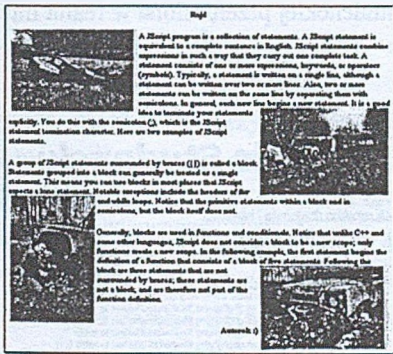 A JScript program is a collection of statements. A JScript statement is
equivalent to a complete sentence in English. JScript statements combine
expressions in such a way that they carry out one complete task. A
statement consists of one or more expressions, keywords, or operators
(symbols). Typically, a statement is written on a single line, although a
statement can be written over two or more lines. Also, two or more
statements can be written on the same line by separating them with
semicolons. In general, each new line begins a new statement. It is a good
idea to terminate your statements
explicitly. You do this with the semicolon (;), which is the JScript
statement termination character. Here are two examples of JScript
statements.
A group of JScript statements surrounded by braces ({}) is called a block.
Statements grouped into a block can generally be treated as a single
statement. This means you can use blocks in most places that JScript
expects a lone statement. Notable exceptions include the headers of for
and while loops. Notice that the primitive statements within a block end in
semicolons, but the block itself does not.
Generally, blocks are used in functions and conditionals. Notice that unlike C++ and
some other languages, JScript does not consider a block to be a new scope; only
functions create a new scope. In the following example, the first statement begins the
definition of a function that consists of a block of five statements. Following the
block are three statements that are not
surrounded by braces; these statements are
not a block, and are therefore not part of the
function definition.